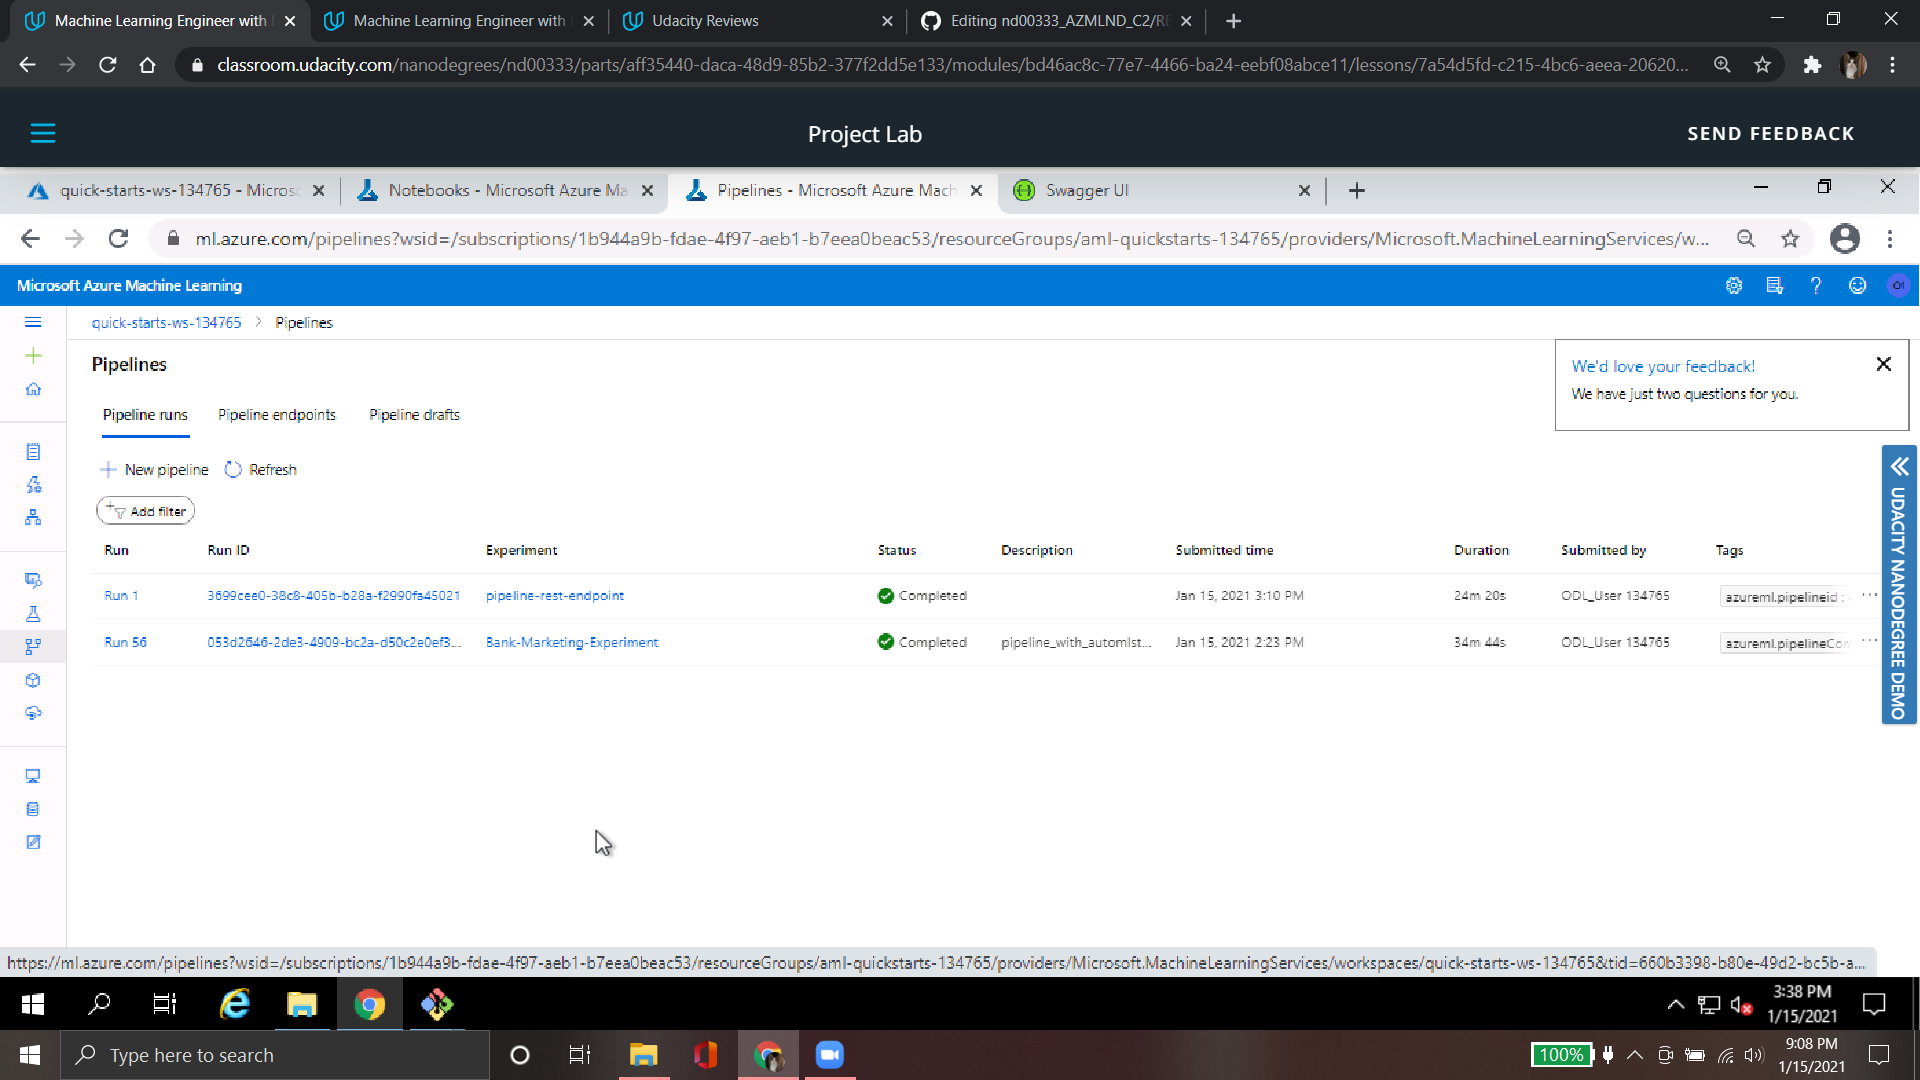 Machine Learning Engineer with
Machine Learning Engineer with
Udacity Reviews
Editing nd00333_AZMLND_C2/RE
classroom.udacity.com/nanodegrees/nd00333/parts/aff35440-daca-48d9-85b2-377f2dd5e133/modules/bd46ac8c-77e7-4466-ba24-eebf08abce11/lessons/7a54d5fd-c215-4bc6-aeea-20620...
Project Lab
SEND FEEDBACK
quick-starts-ws-134765 - Micros
Notebooks - Microsoft Azure Ma
Pipelines - Microsoft Azure Mach
Swagger UI
ml.azure.com/pipelines?wsid=/subscriptions/1b944a9b-fdae-4f97-aeb1-b7eea0beac53/resourceGroups/aml-quickstarts-134765/providers/Microsoft.MachineLearningServices/w...
Microsoft Azure Machine Learning
OI
quick-starts-ws-134765 > Pipelines
Pipelines
We'd love your feedback!
We have just two questions for you.
Pipeline runs Pipeline endpoints Pipeline drafts
New pipeline Refresh
Add filter
Run Run ID Experiment Status Description Submitted time Duration Submitted by Tags
Run 1 3699cee0-38c8-405b-b28a-f2990fa45021 pipeline-rest-endpoint Completed Jan 15, 2021 3:10 PM 24m 20s ODL_User 134765 azureml.pipelineid : ...
Run 56 053d2646-2de3-4909-bc2a-d50c2e0ef3... Bank-Marketing-Experiment Completed pipeline_with_automlst... Jan 15, 2021 2:23 PM 34m 44s ODL_User 134765 azureml.pipelineCom ...
UDACITY NANODEGREE DEMO
https://ml.azure.com/pipelines?wsid=/subscriptions/1b944a9b-fdae-4f97-aeb1-b7eea0beac53/resourceGroups/aml-quickstarts-134765/providers/Microsoft.MachineLearningServices/workspaces/quick-starts-ws-134765&tid=660b3398-b80e-49d2-bc5b-a...
3:38 PM
1/15/2021
Type here to search
100%
9:08 PM
1/15/2021